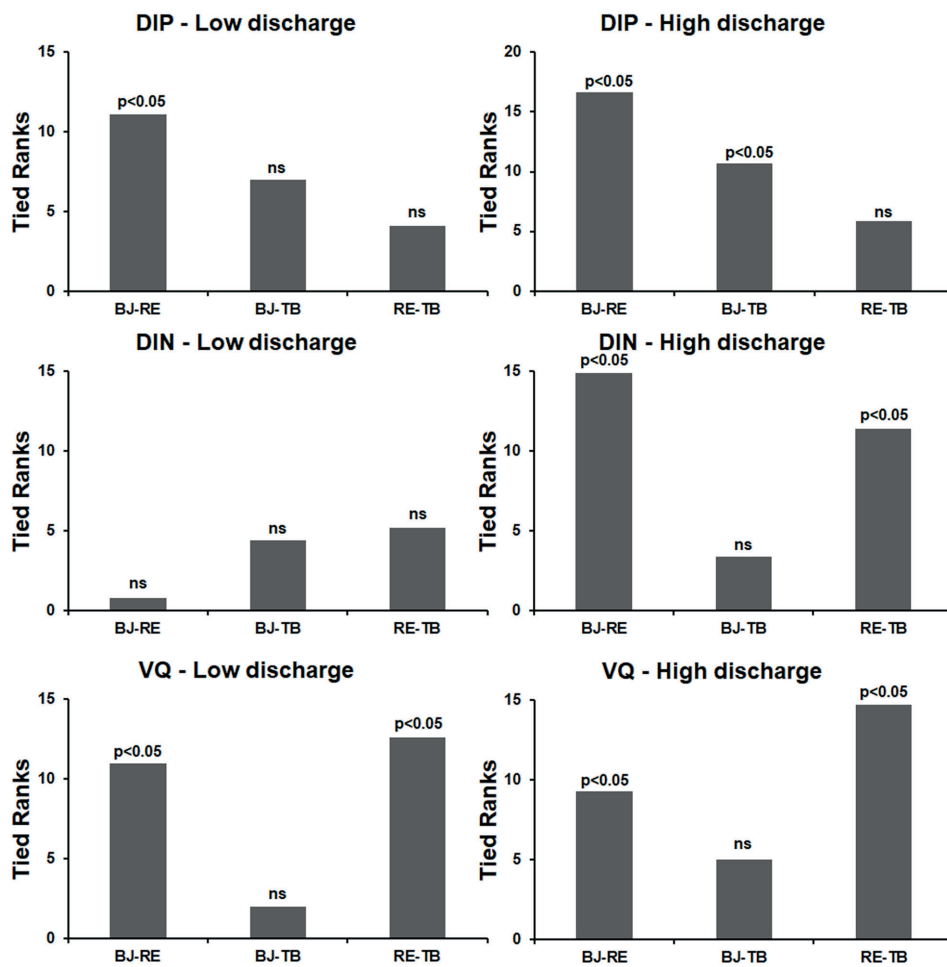 DIP - Low discharge
Tied Ranks
15
10
5
0
p<0.05
ns
ns
BJ-RE BJ-TB RE-TB
DIP - High discharge
Tied Ranks
20
15
10
5
0
p<0.05
p<0.05
ns
BJ-RE BJ-TB RE-TB
DIN - Low discharge
Tied Ranks
15
10
5
0
ns
ns
ns
BJ-RE BJ-TB RE-TB
DIN - High discharge
Tied Ranks
15
10
5
0
p<0.05
ns
p<0.05
BJ-RE BJ-TB RE-TB
VQ - Low discharge
Tied Ranks
15
10
5
0
p<0.05
ns
p<0.05
BJ-RE BJ-TB RE-TB
VQ - High discharge
Tied Ranks
15
10
5
0
p<0.05
ns
p<0.05
BJ-RE BJ-TB RE-TB